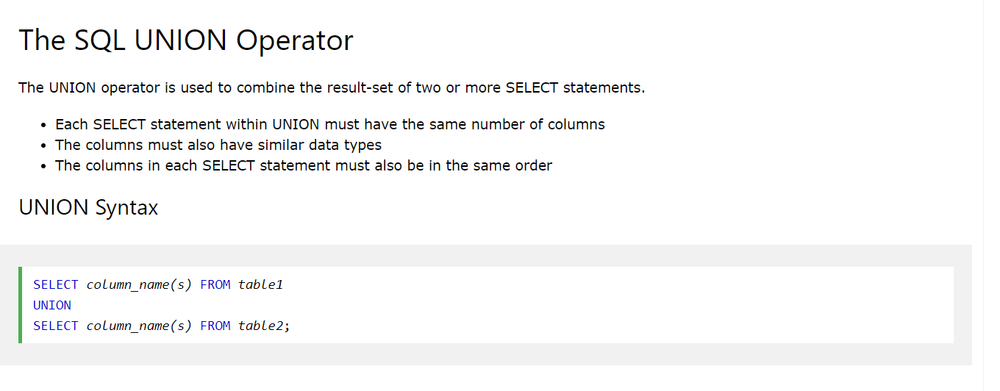 The SQL UNION Operator
The UNION operator is used to combine the result-set of two or more SELECT statements.
• Each SELECT statement within UNION must have the same number of columns
• The columns must also have similar data types
• The columns in each SELECT statement must also be in the same order
UNION Syntax
SELECT column_name(s) FROM table1
UNION
SELECT column_name(s) FROM table2;